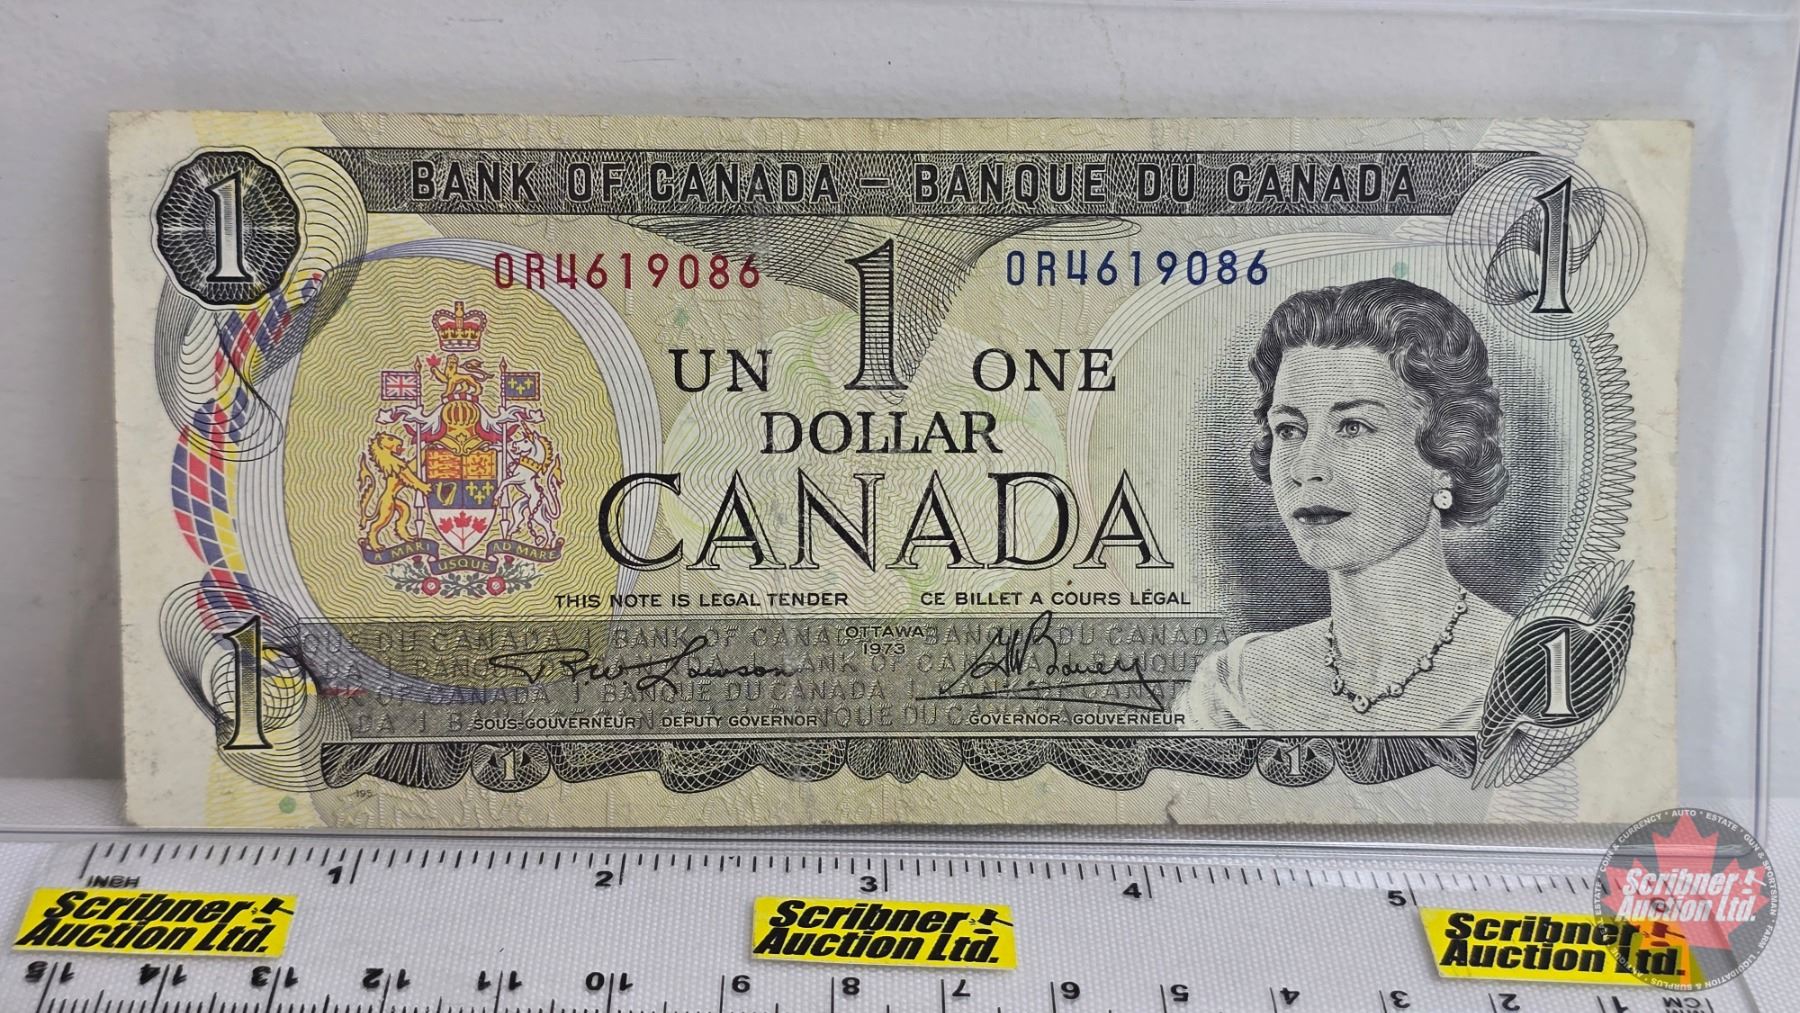 BANK OF CANADA – BANQUE DU CANADA
1 1
OR4619086 OR4619086
UN 1 ONE
DOLLAR
CANADA
A MARI USQUE AD MARE
THIS NOTE IS LEGAL TENDER CE BILLET A COURS LÉGAL
OTTAWA
1973
SOUS-GOUVERNEUR DEPUTY GOVERNOR GOVERNOR-GOUVERNEUR
1 1
1 1
195
INCH 1 2 3 4 5 6
Scribner Auction Ltd.
Scribner Auction Ltd.
Scribner Auction Ltd.
Scribner Auction Ltd.
15 14 13 12 11 10 9 8 7 6 5 4 3 2 1 CM